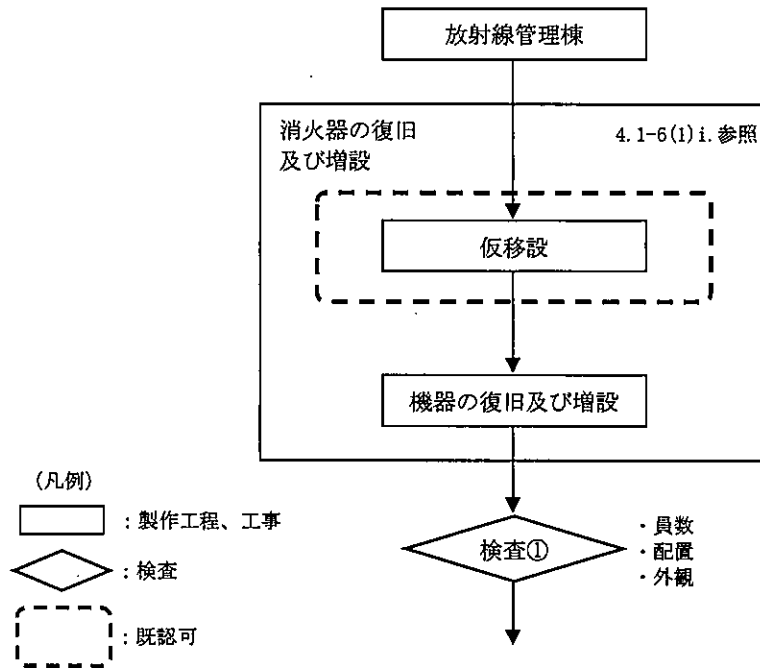 放射線管理棟
消火器の復旧
及び増設
4.1-6(1)i.参照
仮移設
機器の復旧及び増設
検査①
・員数
・配置
・外観
(凡例)
：製作工程、工事
：検査
：既認可